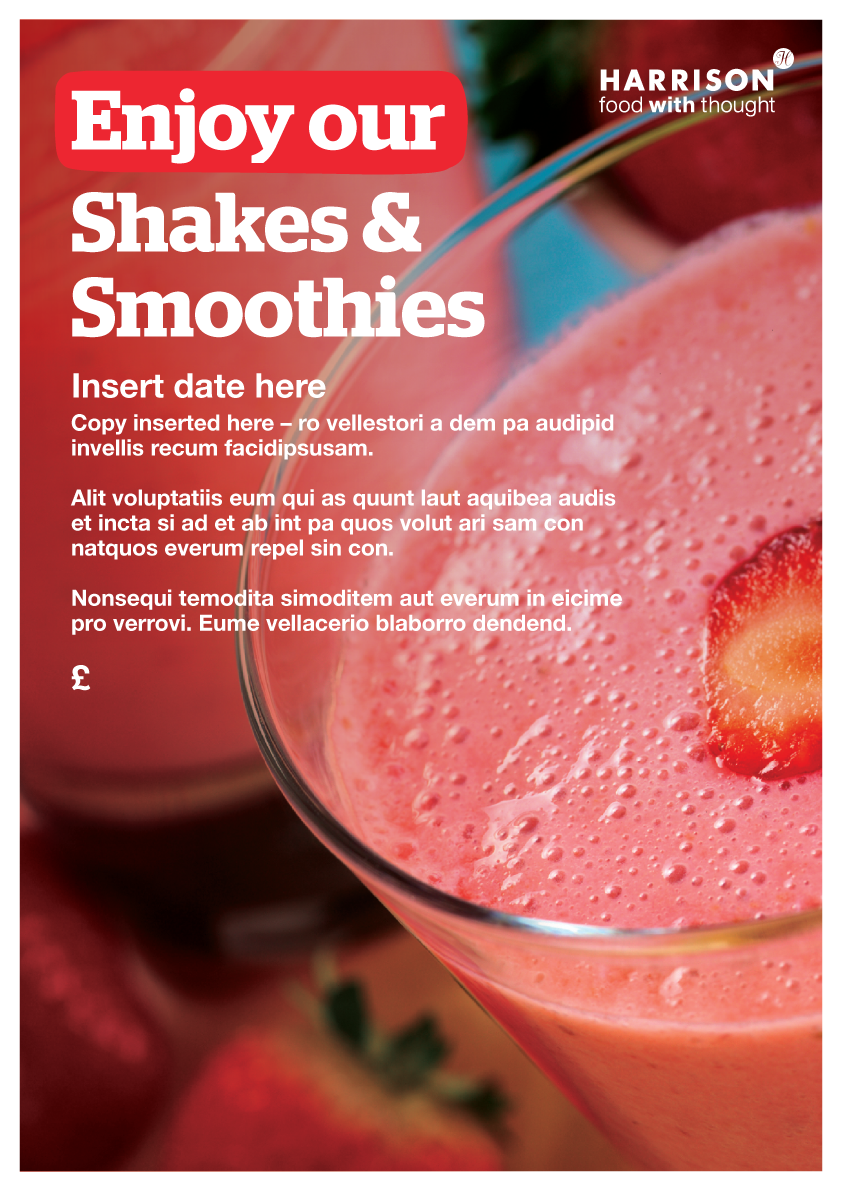 Enjoy our
Shakes &
Smoothies
HARRISON
food with thought
H
Insert date here
Copy inserted here – ro vellestori a dem pa audipid
invellis recum facidipsusam.
Alit voluptatiis eum qui as quunt laut aquibea audis
et incta si ad et ab int pa quos volut ari sam con
natquos everum repel sin con.
Nonsequi temodita simoditem aut everum in eicime
pro verrovi. Eume vellacerio blaborro dendend.
£